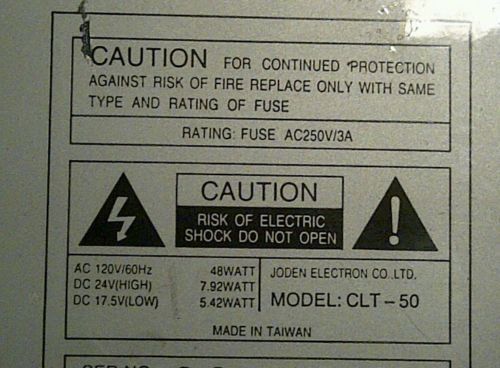 CAUTION FOR CONTINUED PROTECTION
AGAINST RISK OF FIRE REPLACE ONLY WITH SAME
TYPE AND RATING OF FUSE
RATING: FUSE AC250V/3A
CAUTION
RISK OF ELECTRIC
SHOCK DO NOT OPEN
AC 120V/60Hz 48WATT
DC 24V(HIGH) 7.92WATT
DC 17.5V(LOW) 5.42WATT
JODEN ELECTRON CO.,LTD.
MODEL: CLT-50
MADE IN TAIWAN